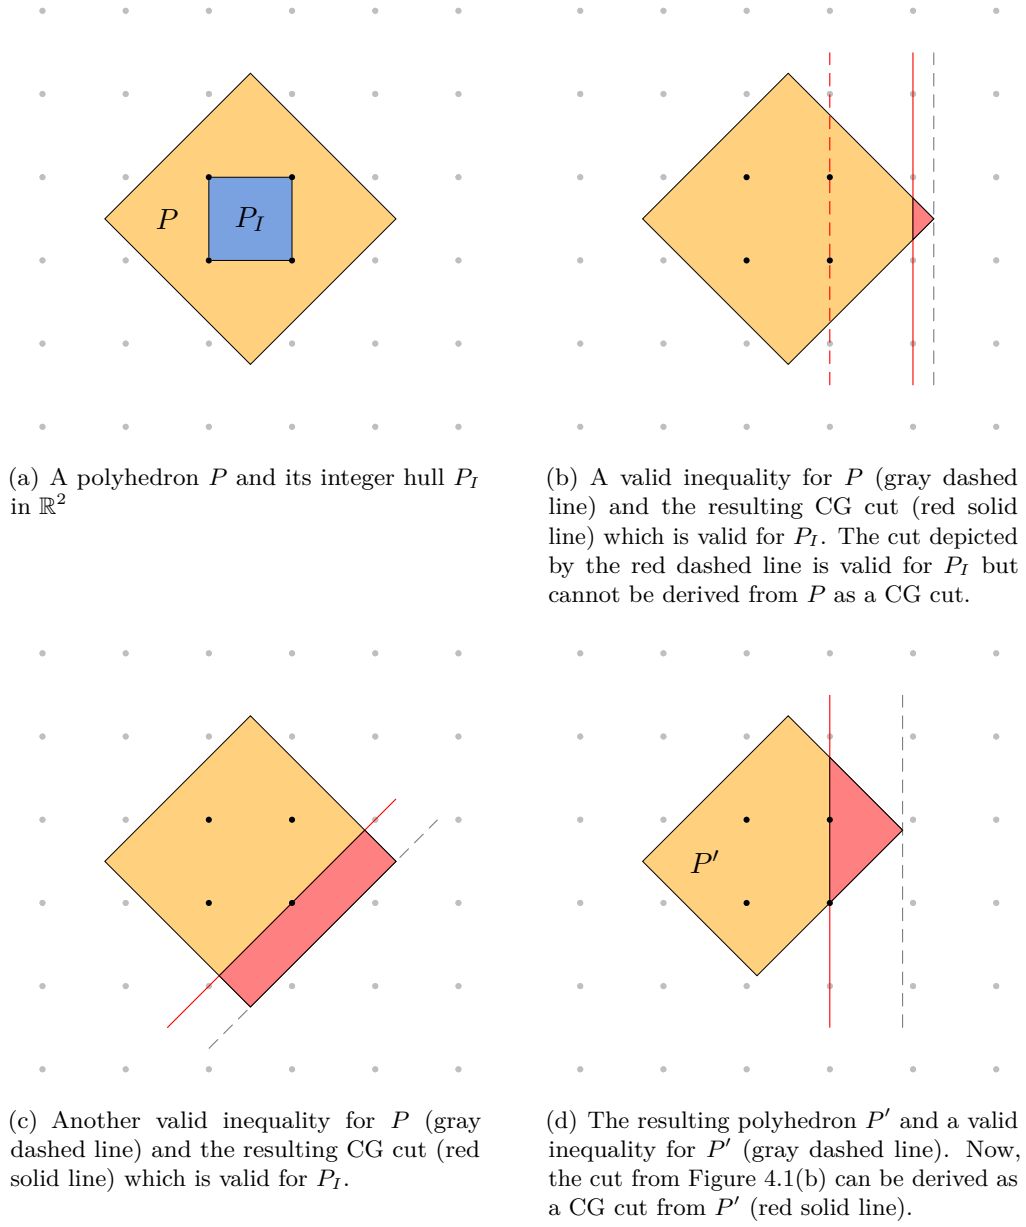 P
P_I
(a) A polyhedron P and its integer hull P_I
in ℝ²
(b) A valid inequality for P (gray dashed
line) and the resulting CG cut (red solid
line) which is valid for P_I. The cut depicted
by the red dashed line is valid for P_I but
cannot be derived from P as a CG cut.
P′
(c) Another valid inequality for P (gray
dashed line) and the resulting CG cut (red
solid line) which is valid for P_I.
(d) The resulting polyhedron P′ and a valid
inequality for P′ (gray dashed line). Now,
the cut from Figure 4.1(b) can be derived as
a CG cut from P′ (red solid line).